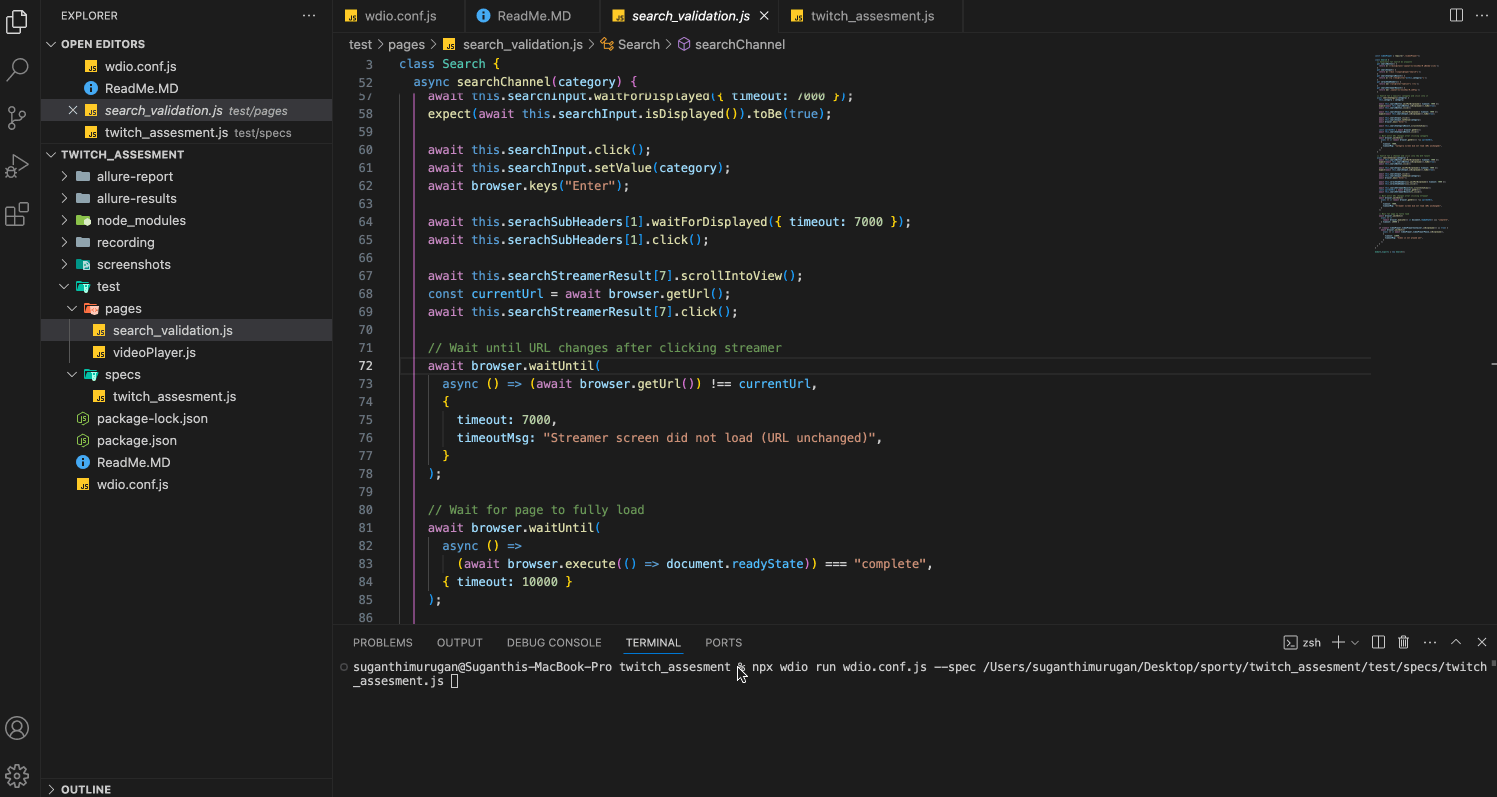 EXPLORER
OPEN EDITORS
wdio.conf.js
ReadMe.MD
search_validation.js test/pages
twitch_assesment.js test/specs
TWITCH_ASSESMENT
allure-report
allure-results
node_modules
recording
screenshots
test
pages
search_validation.js
videoPlayer.js
specs
twitch_assesment.js
package-lock.json
package.json
ReadMe.MD
wdio.conf.js
OUTLINE
wdio.conf.js ReadMe.MD search_validation.js twitch_assesment.js
test > pages > search_validation.js > Search > searchChannel
3 class Search {
52 async searchChannel(category) {
57 await this.searchInput.waitForDisplayed({ timeout: 7000 });
58 expect(await this.searchInput.isDisplayed()).toBe(true);
59
60 await this.searchInput.click();
61 await this.searchInput.setValue(category);
62 await browser.keys("Enter");
63
64 await this.serachSubHeaders[1].waitForDisplayed({ timeout: 7000 });
65 await this.serachSubHeaders[1].click();
66
67 await this.searchStreamerResult[7].scrollIntoView();
68 const currentUrl = await browser.getUrl();
69 await this.searchStreamerResult[7].click();
70
71 // Wait until URL changes after clicking streamer
72 await browser.waitUntil(
73 async () => (await browser.getUrl()) !== currentUrl,
74 {
75 timeout: 7000,
76 timeoutMsg: "Streamer screen did not load (URL unchanged)",
77 }
78 );
79
80 // Wait for page to fully load
81 await browser.waitUntil(
82 async () =>
83 (await browser.execute(() => document.readyState)) === "complete",
84 { timeout: 10000 }
85 );
86
PROBLEMS OUTPUT DEBUG CONSOLE TERMINAL PORTS
zsh
suganthimurugan@Suganthis-MacBook-Pro twitch_assesment % npx wdio run wdio.conf.js --spec /Users/suganthimurugan/Desktop/sporty/twitch_assesment/test/specs/twitch
_assesment.js